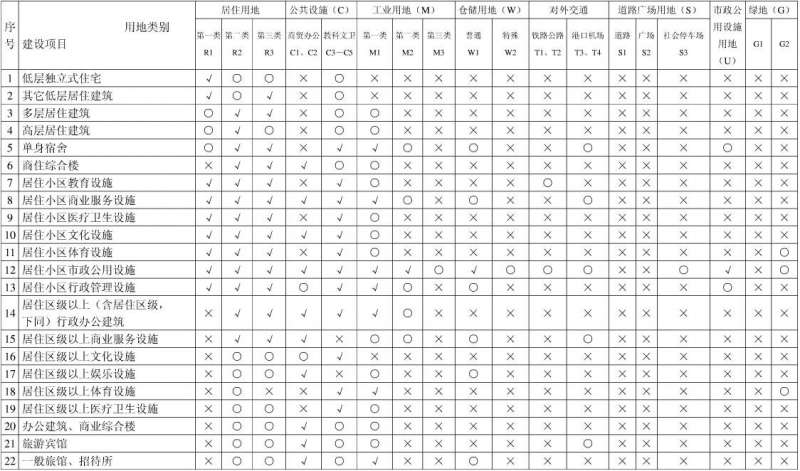 用地类别 居住用地 公共设施（C） 工业用地（M） 仓储用地（W） 对外交通 道路广场用地（S） 市政公用设施用地（U） 绿地（G）
序号 建设项目 第一类 第二类 第三类 商贸办公 教科文卫 第一类 第二类 第三类 普通 特殊 铁路公路 港口机场 道路 广场 社会停车场
R1 R2 R3 C1、C2 C3—C5 M1 M2 M3 W1 W2 T1、T2 T3、T4 S1 S2 S3 G1 G2
1 低层独立式住宅 √ ○ ○ × ○ × × × × × × × × × × × × ×
2 其它低层居住建筑 √ ○ √ × ○ × × × × × × × × × × × × ×
3 多层居住建筑 ○ √ √ × ○ ○ × × × × × × × × × × × ×
4 高层居住建筑 ○ √ ○ × ○ ○ × × × × × × × × × × × ×
5 单身宿舍 ○ √ √ × √ √ ○ × ○ × × ○ × × × ○ × ×
6 商住综合楼 × √ √ √ ○ ○ × × × × × × × × × × × ×
7 居住小区教育设施 √ √ √ × √ ○ × × × × ○ × × × × × × ×
8 居住小区商业服务设施 √ √ √ √ √ √ ○ × ○ × × ○ × × × × × ×
9 居住小区医疗卫生设施 √ √ √ × √ ○ × × × × × × × × × × × ×
10 居住小区文化设施 √ √ √ √ √ ○ × × × × × × × × × × × ×
11 居住小区体育设施 √ √ √ × √ ○ × × × × × × × × × × × ○
12 居住小区市政公用设施 √ √ √ √ √ √ √ ○ √ ○ ○ ○ × × ○ √ × ○
13 居住小区行政管理设施 √ √ √ ○ √ √ ○ × ○ × × × × × × ○ × ×
14 居住区级以上（含居住区级，
下同）行政办公建筑 × √ √ √ √ √ ○ × × × × × × × × × × ×
15 居住区级以上商业服务设施 × √ √ √ × ○ ○ × ○ × × ○ × × × × × ×
16 居住区级以上文化设施 × ○ ○ ○ √ × × × × × × × × × × × × ×
17 居住区级以上娱乐设施 × ○ ○ √ √ ○ × × × × × × × × × × × ×
18 居住区级以上体育设施 × ○ × × √ √ × × × × × × × × × × × ○
19 居住区级以上医疗卫生设施 × ○ ○ × √ ○ × × × × × × × × × × × ×
20 办公建筑、商业综合楼 × ○ ○ √ ○ ○ × × × × × × × × × × × ×
21 旅游宾馆 × ○ ○ √ ○ ○ × × × × × ○ × × × × × ×
22 一般旅馆、招待所 × ○ ○ √ ○ √ × × ○ × × × × × × × × ×